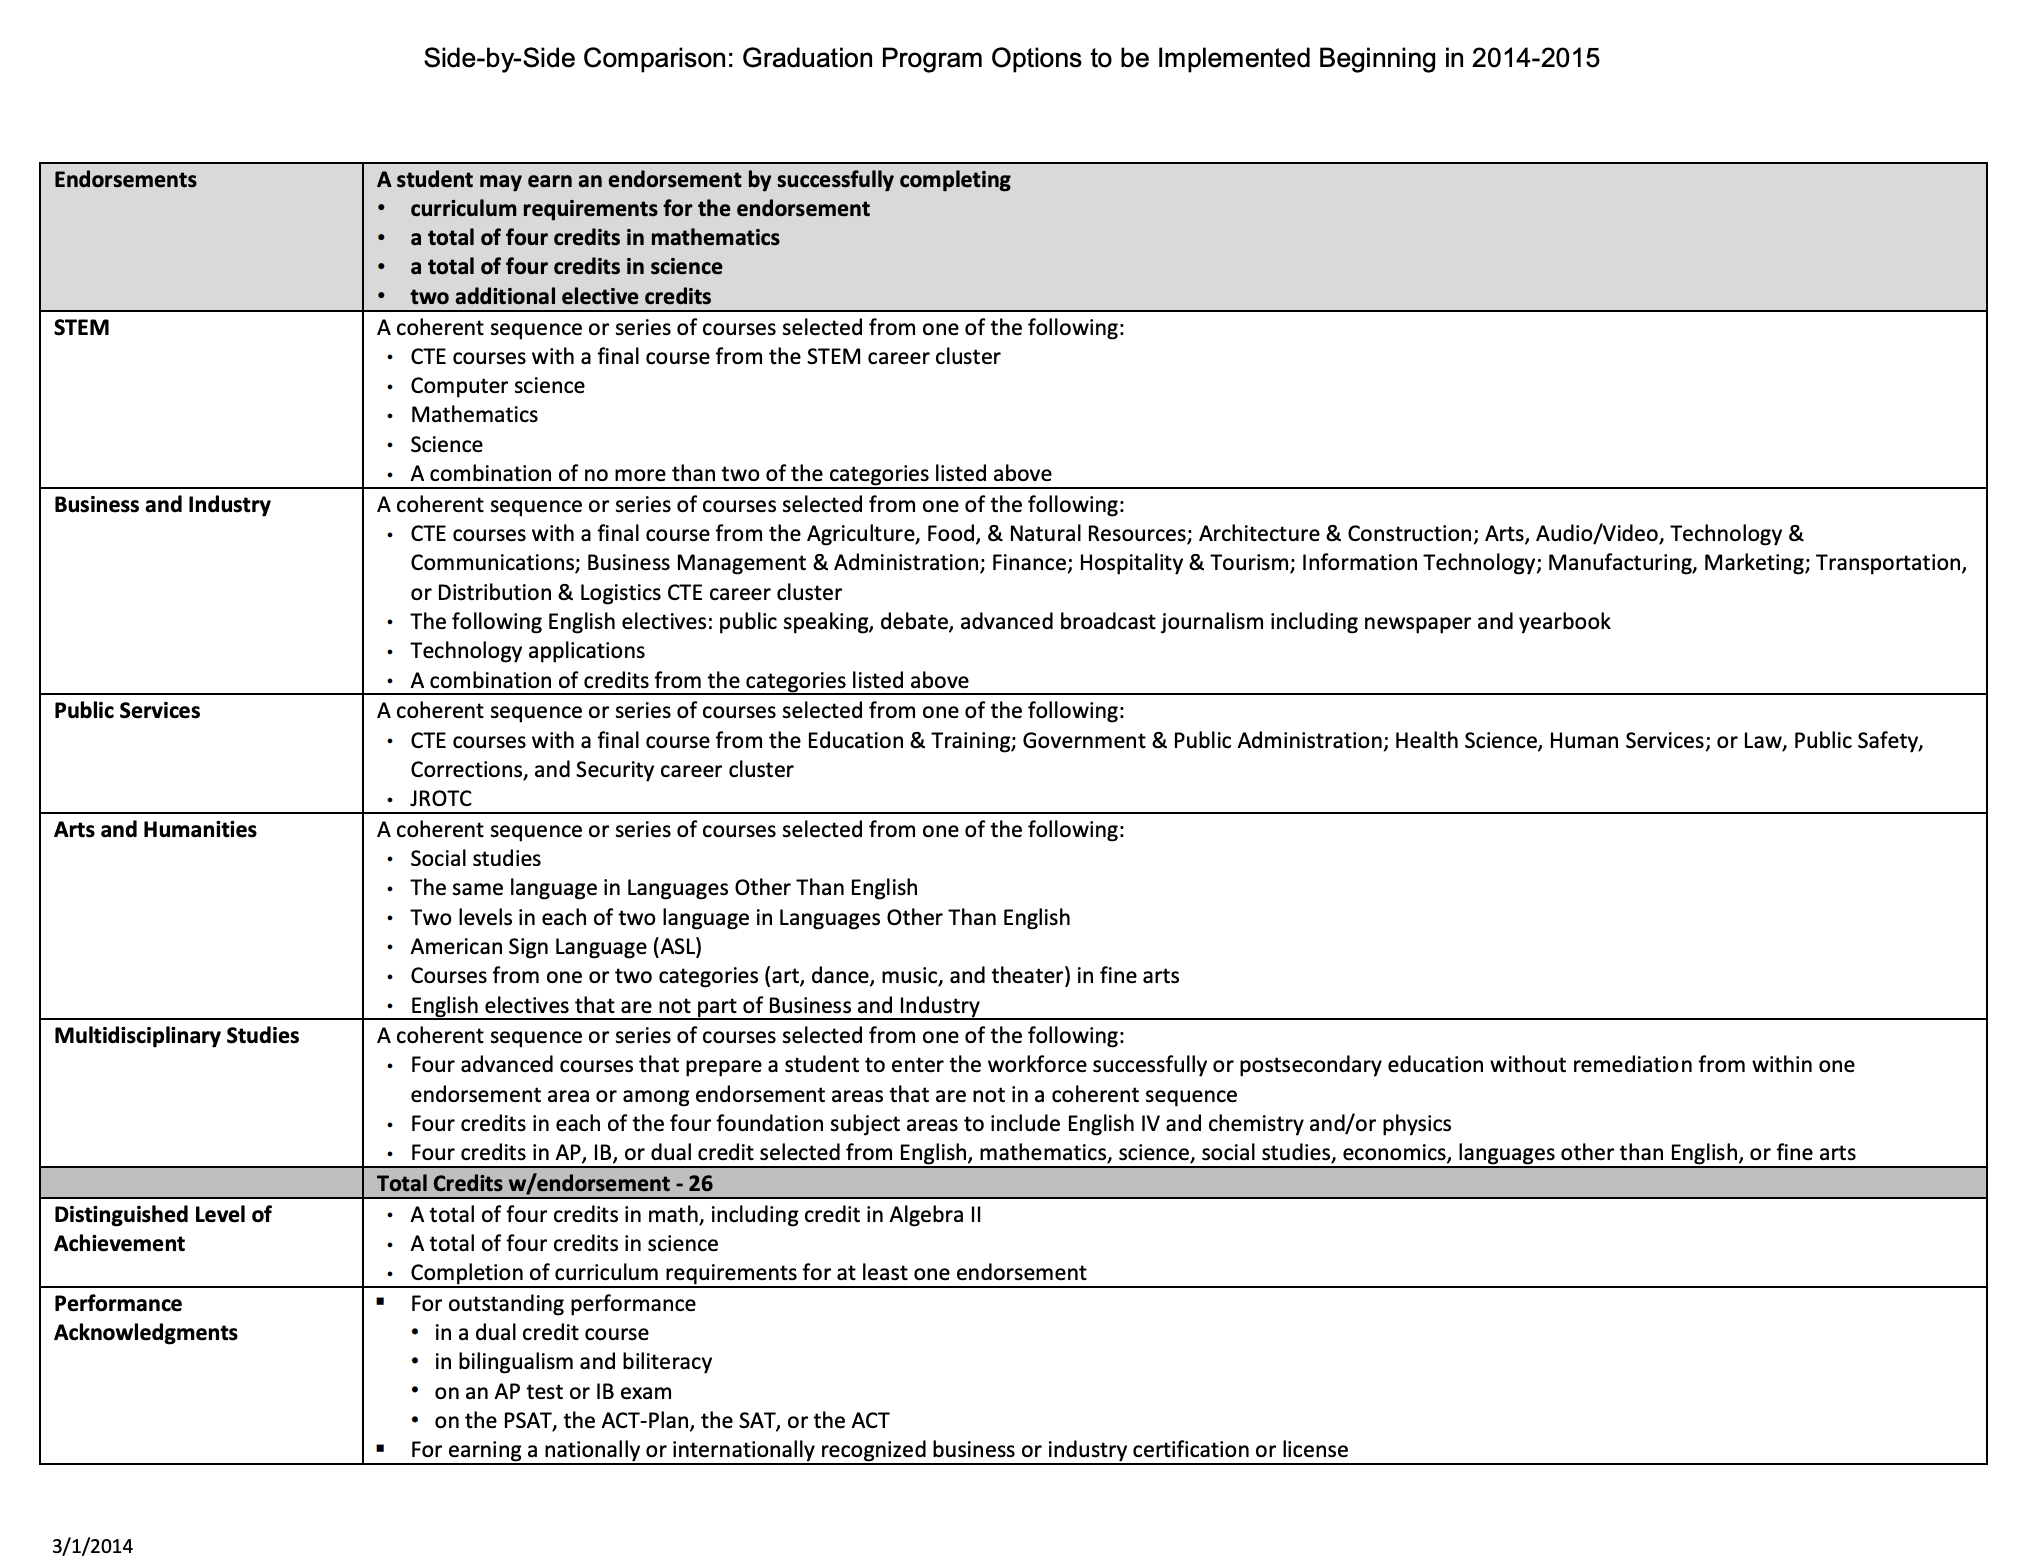 Side-by-Side Comparison: Graduation Program Options to be Implemented Beginning in 2014-2015
Endorsements
A student may earn an endorsement by successfully completing
• curriculum requirements for the endorsement
• a total of four credits in mathematics
• a total of four credits in science
• two additional elective credits
STEM
A coherent sequence or series of courses selected from one of the following:
• CTE courses with a final course from the STEM career cluster
• Computer science
• Mathematics
• Science
• A combination of no more than two of the categories listed above
Business and Industry
A coherent sequence or series of courses selected from one of the following:
• CTE courses with a final course from the Agriculture, Food, & Natural Resources; Architecture & Construction; Arts, Audio/Video, Technology &
Communications; Business Management & Administration; Finance; Hospitality & Tourism; Information Technology; Manufacturing, Marketing; Transportation,
or Distribution & Logistics CTE career cluster
• The following English electives: public speaking, debate, advanced broadcast journalism including newspaper and yearbook
• Technology applications
• A combination of credits from the categories listed above
Public Services
A coherent sequence or series of courses selected from one of the following:
• CTE courses with a final course from the Education & Training; Government & Public Administration; Health Science, Human Services; or Law, Public Safety,
Corrections, and Security career cluster
• JROTC
Arts and Humanities
A coherent sequence or series of courses selected from one of the following:
• Social studies
• The same language in Languages Other Than English
• Two levels in each of two language in Languages Other Than English
• American Sign Language (ASL)
• Courses from one or two categories (art, dance, music, and theater) in fine arts
• English electives that are not part of Business and Industry
Multidisciplinary Studies
A coherent sequence or series of courses selected from one of the following:
• Four advanced courses that prepare a student to enter the workforce successfully or postsecondary education without remediation from within one
endorsement area or among endorsement areas that are not in a coherent sequence
• Four credits in each of the four foundation subject areas to include English IV and chemistry and/or physics
• Four credits in AP, IB, or dual credit selected from English, mathematics, science, social studies, economics, languages other than English, or fine arts
Total Credits w/endorsement - 26
Distinguished Level of
Achievement
• A total of four credits in math, including credit in Algebra II
• A total of four credits in science
• Completion of curriculum requirements for at least one endorsement
Performance
Acknowledgments
▪ For outstanding performance
• in a dual credit course
• in bilingualism and biliteracy
• on an AP test or IB exam
• on the PSAT, the ACT-Plan, the SAT, or the ACT
▪ For earning a nationally or internationally recognized business or industry certification or license
3/1/2014